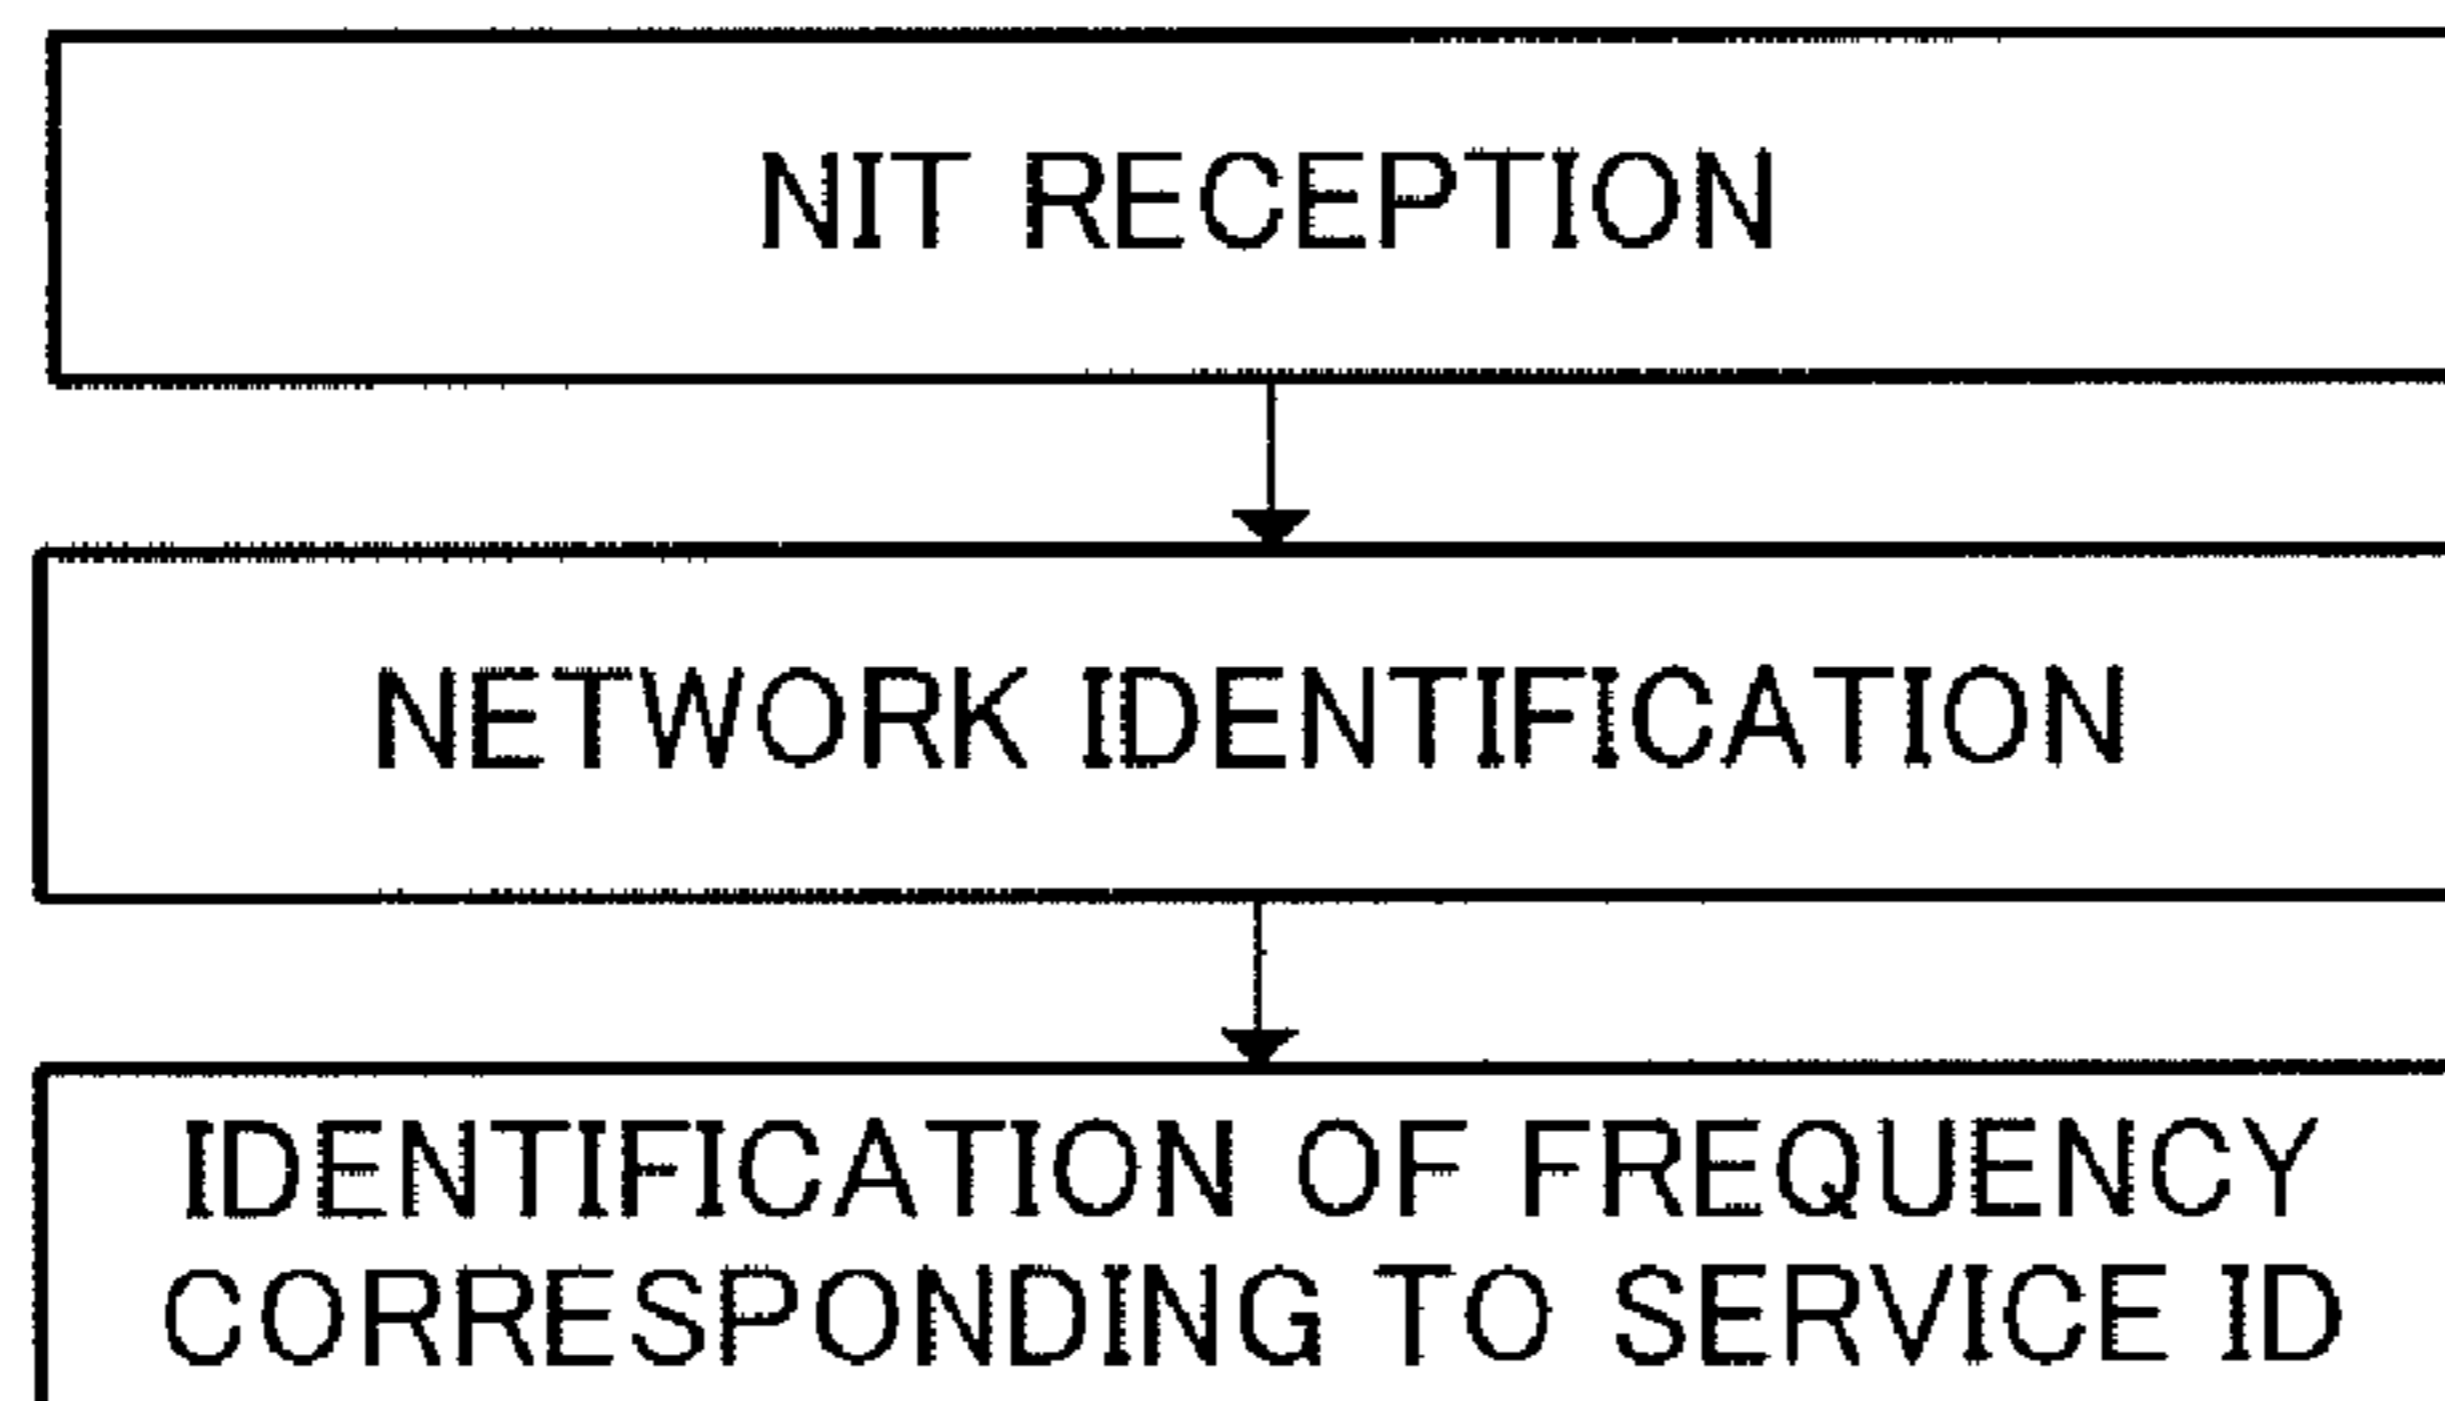 NIT RECEPTION
NETWORK IDENTIFICATION
IDENTIFICATION OF FREQUENCY
CORRESPONDING TO SERVICE ID